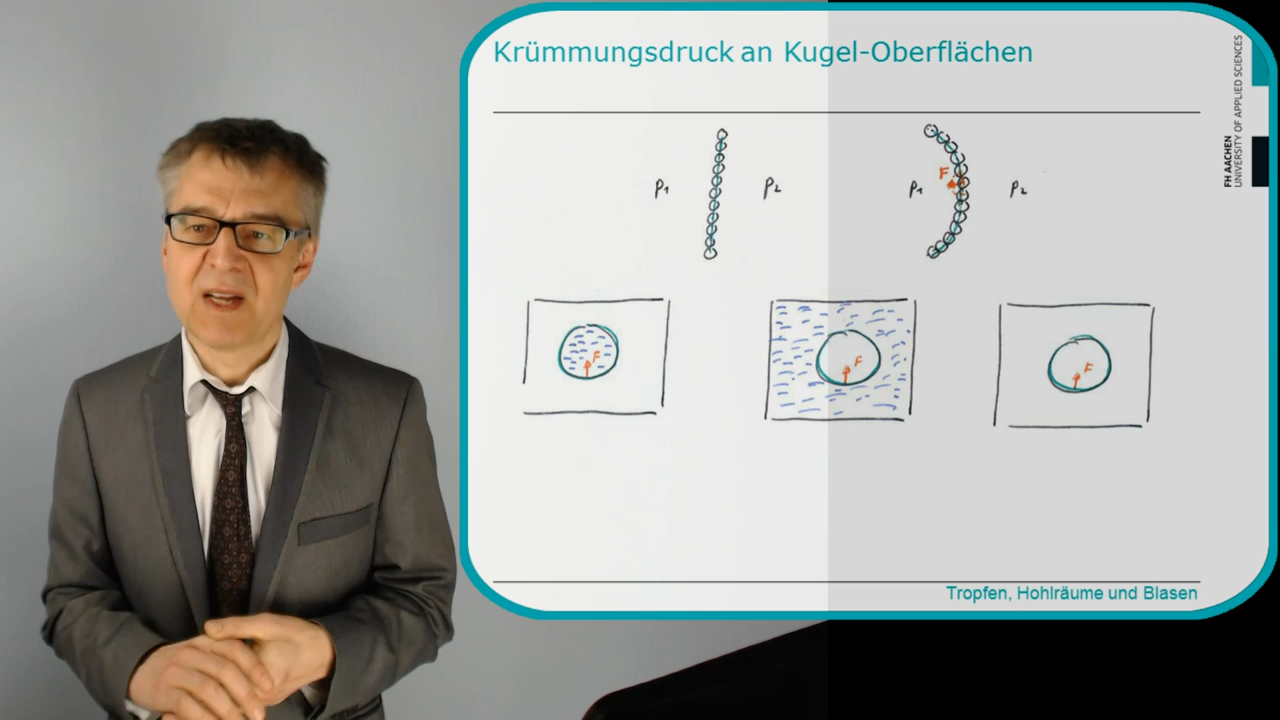 Krümmungsdruck an Kugel-Oberflächen
FH AACHEN
UNIVERSITY OF APPLIED SCIENCES
p₁ p₂
F
p₁ p₂
F
F
F
Tropfen, Hohlräume und Blasen